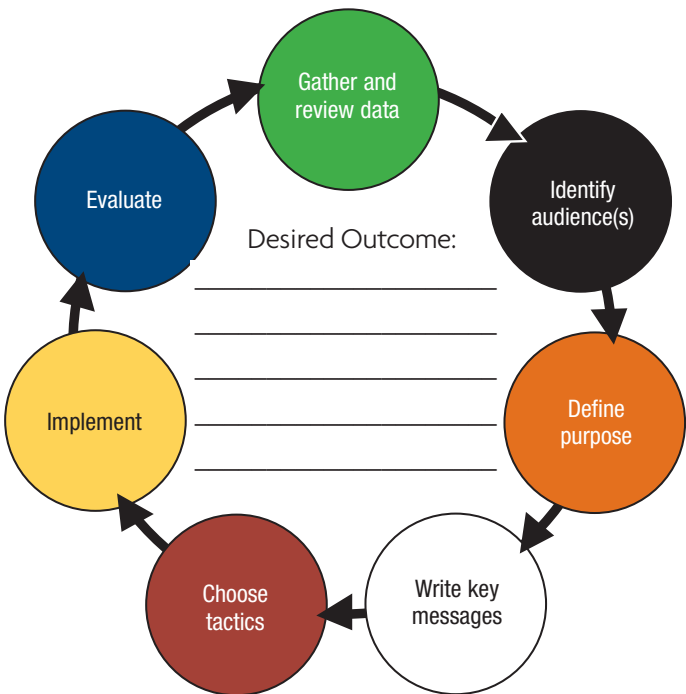 Gather and
review data
Identify
audience(s)
Define
purpose
Write key
messages
Choose
tactics
Implement
Evaluate
Desired Outcome: